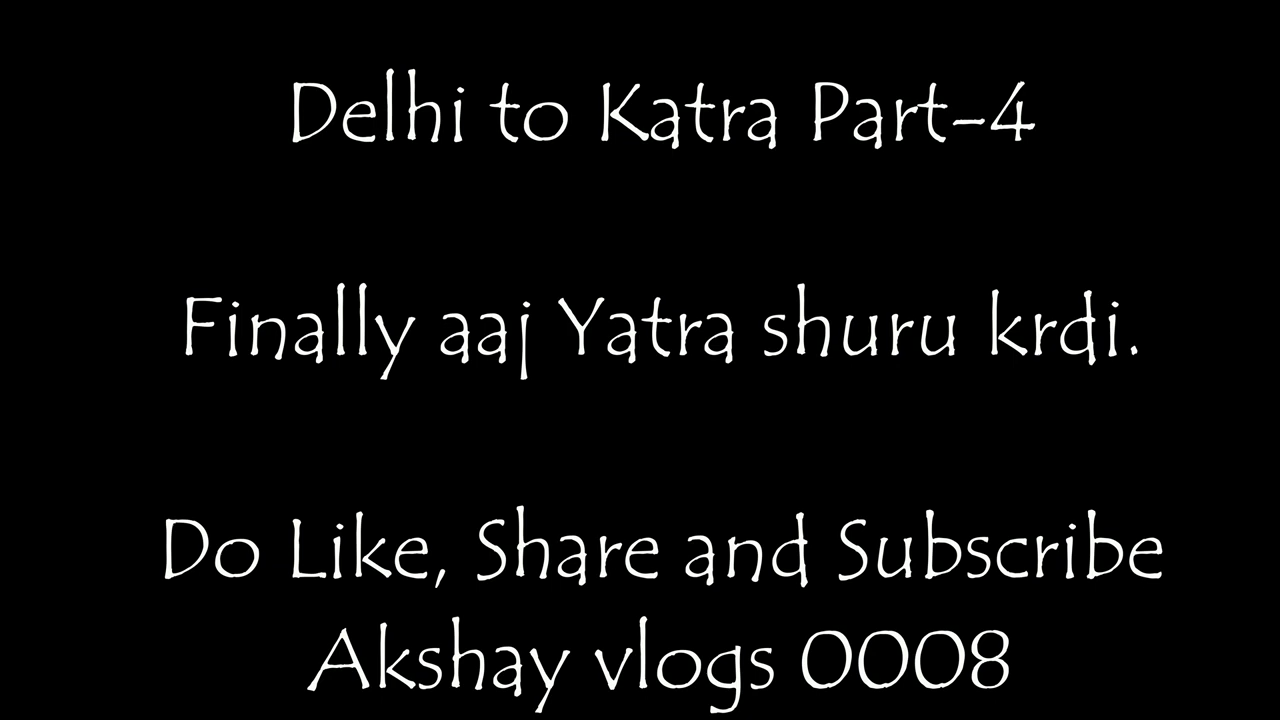 Delhi to Katra Part-4
Finally aaj Yatra shuru krdi.
Do Like, Share and Subscribe
Akshay vlogs 0008